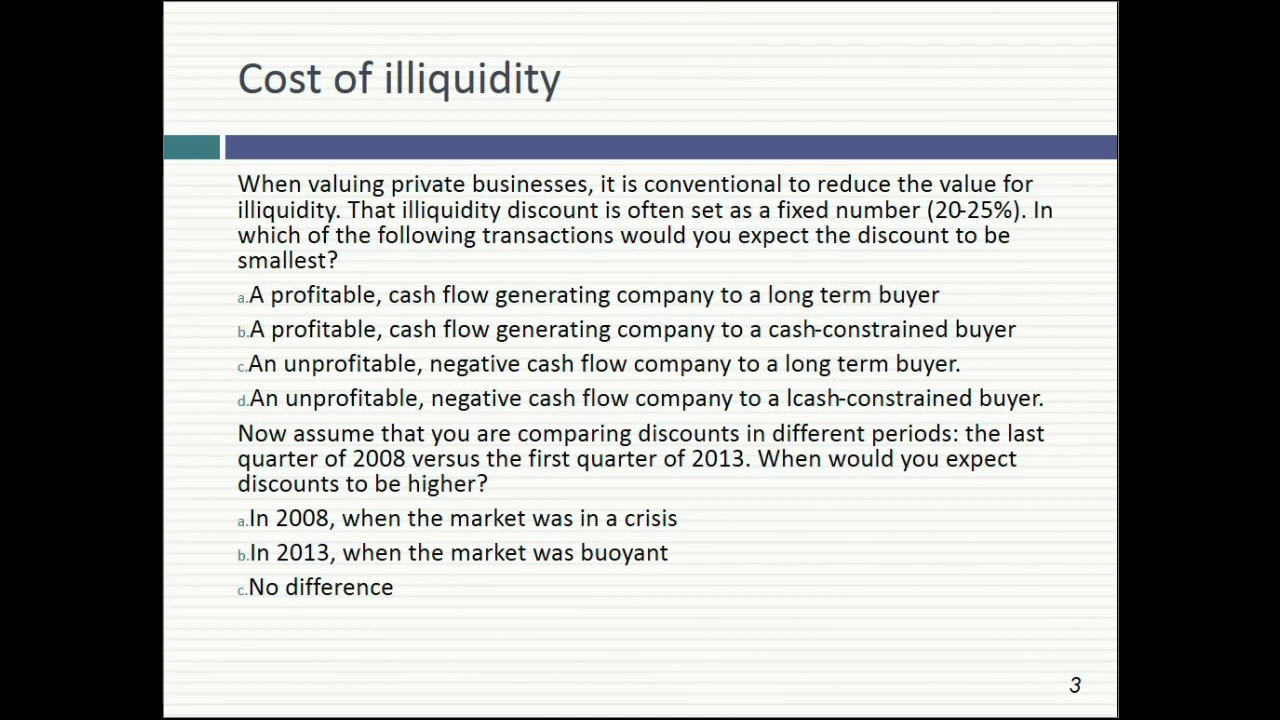 Cost of illiquidity
When valuing private businesses, it is conventional to reduce the value for
illiquidity. That illiquidity discount is often set as a fixed number (20-25%). In
which of the following transactions would you expect the discount to be
smallest?
a.A profitable, cash flow generating company to a long term buyer
b.A profitable, cash flow generating company to a cash-constrained buyer
c.An unprofitable, negative cash flow company to a long term buyer.
d.An unprofitable, negative cash flow company to a lcash-constrained buyer.
Now assume that you are comparing discounts in different periods: the last
quarter of 2008 versus the first quarter of 2013. When would you expect
discounts to be higher?
a.In 2008, when the market was in a crisis
b.In 2013, when the market was buoyant
c.No difference
3